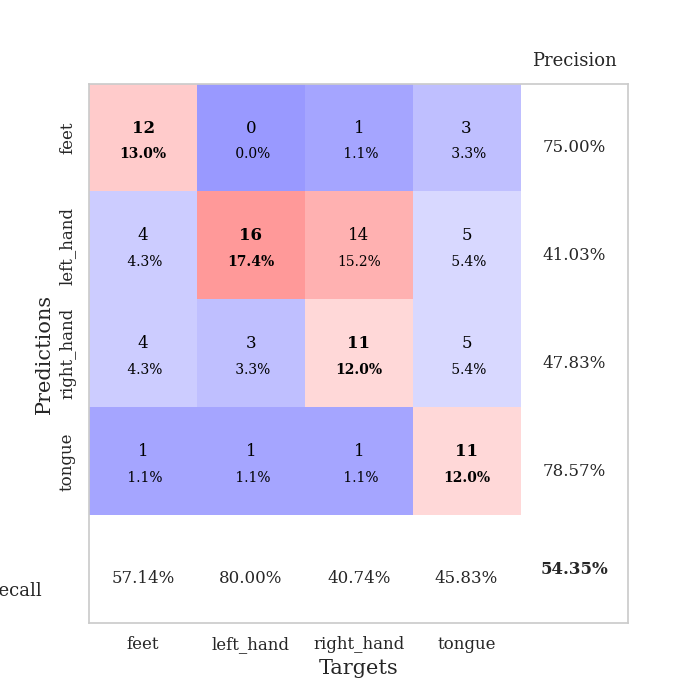 Precision
feet
12 0 1 3
13.0% 0.0% 1.1% 3.3%
75.00%
left_hand
4 16 14 5
4.3% 17.4% 15.2% 5.4%
41.03%
Predictions
right_hand
4 3 11 5
4.3% 3.3% 12.0% 5.4%
47.83%
tongue
1 1 1 11
1.1% 1.1% 1.1% 12.0%
78.57%
ecall
57.14% 80.00% 40.74% 45.83% 54.35%
feet left_hand right_hand tongue
Targets